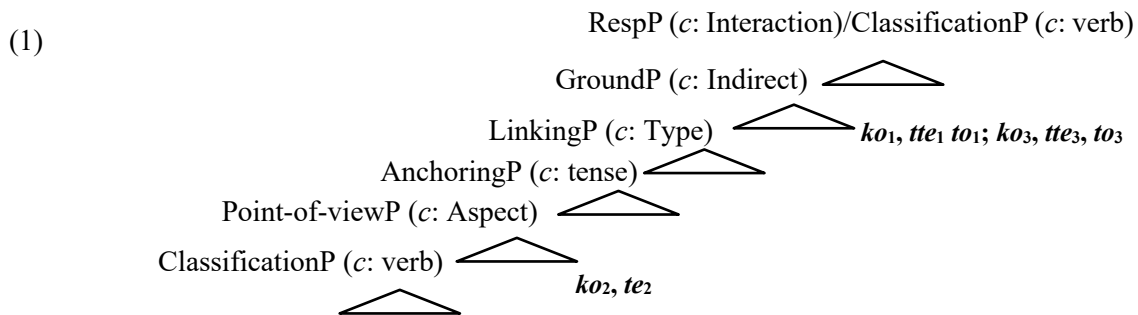 (1)
RespP (c: Interaction)/ClassificationP (c: verb)
GroundP (c: Indirect)
LinkingP (c: Type)
ko₁, tte₁ to₁; ko₃, tte₃, to₃
AnchoringP (c: tense)
Point-of-viewP (c: Aspect)
ClassificationP (c: verb)
ko₂, te₂